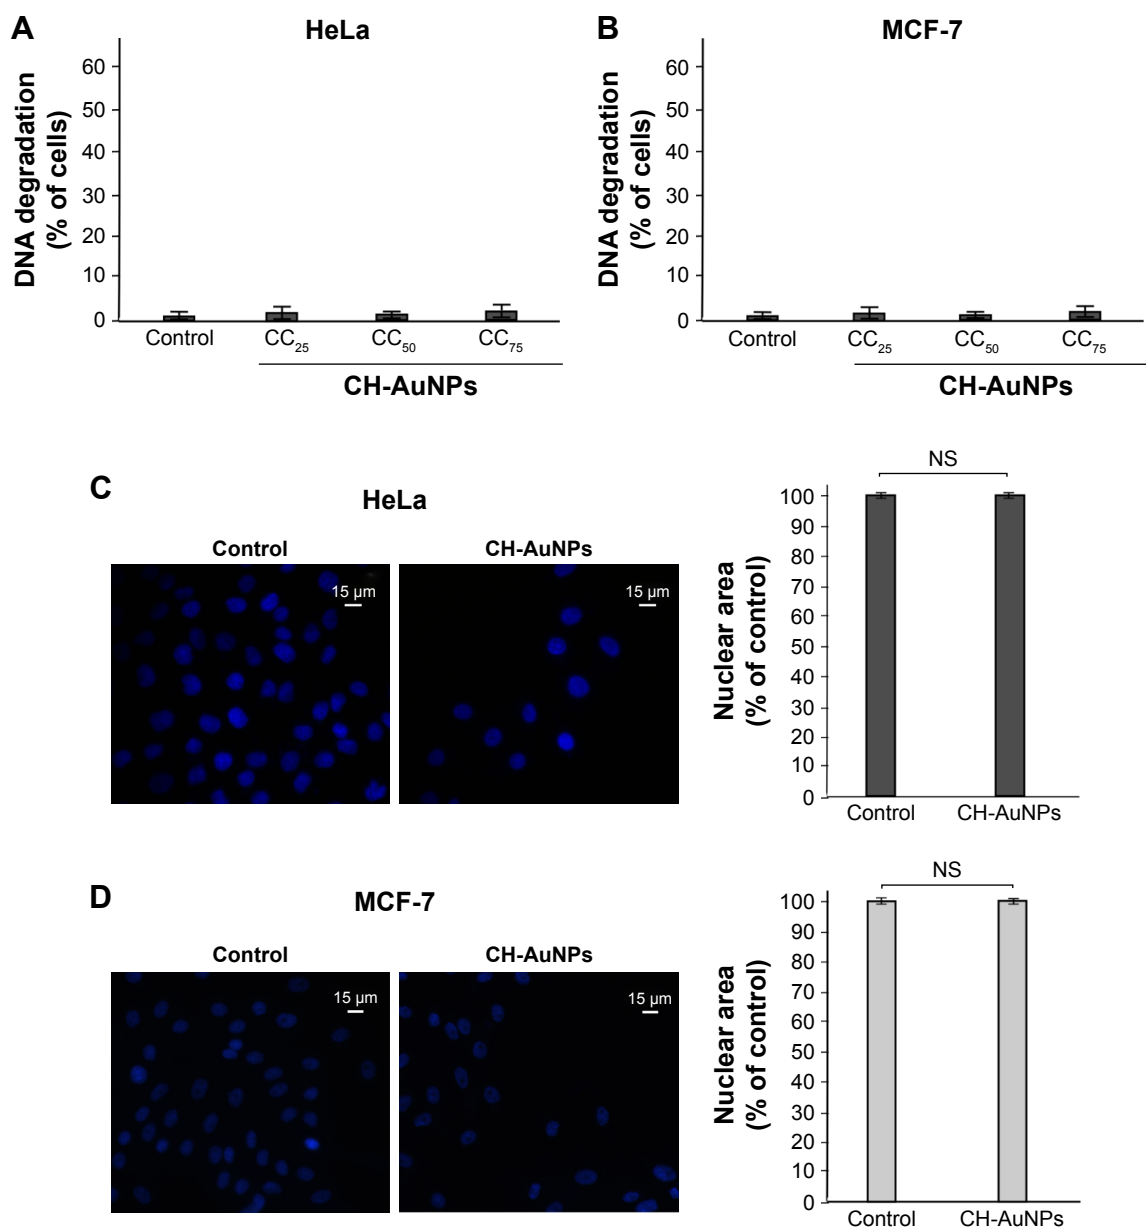 A
HeLa
DNA degradation
(% of cells)
60
50
40
30
20
10
0
Control
CC25
CC50
CC75
CH-AuNPs
B
MCF-7
DNA degradation
(% of cells)
60
50
40
30
20
10
0
Control
CC25
CC50
CC75
CH-AuNPs
C
HeLa
Control
15 µm
CH-AuNPs
15 µm
NS
Nuclear area
(% of control)
100
90
80
70
60
50
40
30
20
10
0
Control
CH-AuNPs
D
MCF-7
Control
15 µm
CH-AuNPs
15 µm
NS
Nuclear area
(% of control)
100
90
80
70
60
50
40
30
20
10
0
Control
CH-AuNPs